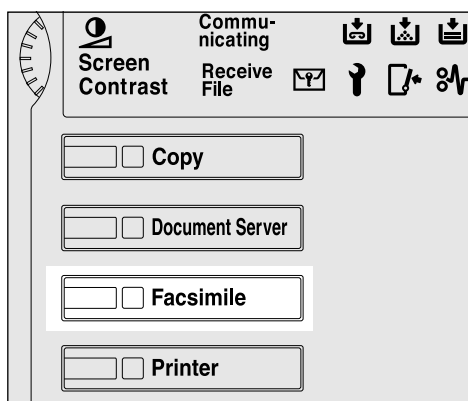 Screen
Contrast
Commu-
nicating
Receive
File
Copy
Document Server
Facsimile
Printer